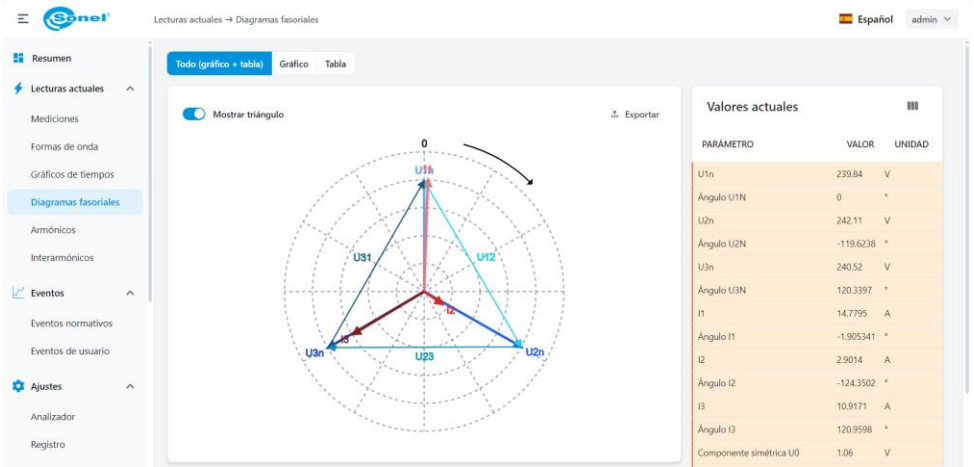 Sonel®
Lecturas actuales → Diagramas fasoriales
Español
admin
Resumen
Lecturas actuales
Mediciones
Formas de onda
Gráficos de tiempos
Diagramas fasoriales
Armónicos
Interarmónicos
Eventos
Eventos normativos
Eventos de usuario
Ajustes
Analizador
Registro
Todo (gráfico + tabla) Gráfico Tabla
Mostrar triángulo
Exportar
0
U1n
U31
U12
I2
I3
U3n
U23
U2n
Valores actuales
PARÁMETRO VALOR UNIDAD
U1n 239.84 V
Ángulo U1N 0 °
U2n 242.11 V
Ángulo U2N -119.6238 °
U3n 240.52 V
Ángulo U3N 120.3397 °
I1 14.7795 A
Ángulo I1 -1.905341 °
I2 2.9014 A
Ángulo I2 -124.3502 °
I3 10.9171 A
Ángulo I3 120.9598 °
Componente simétrica U0 1.06 V